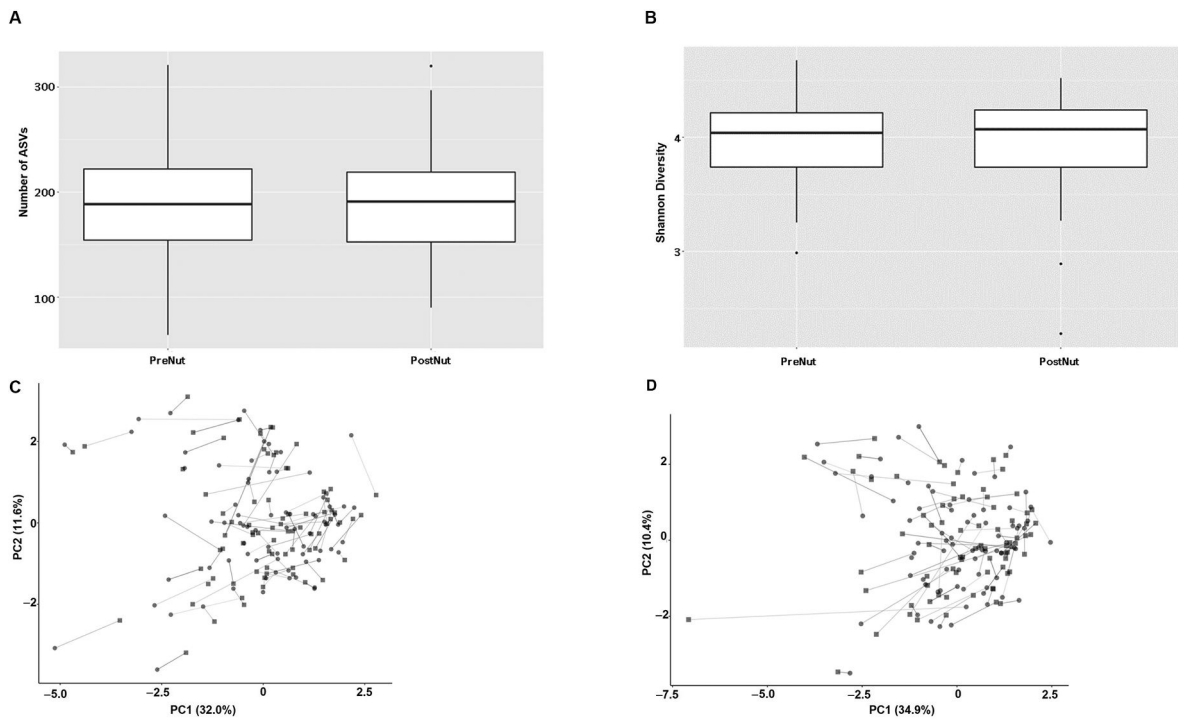 A
B
Number of ASVs
300
200
100
PreNut
PostNut
Shannon Diversity
4
3
PreNut
PostNut
C
PC2 (11.6%)
2
0
−2
−5.0
−2.5
0
2.5
PC1 (32.0%)
D
PC2 (10.4%)
2
0
−2
−7.5
−5.0
−2.5
0
2.5
PC1 (34.9%)